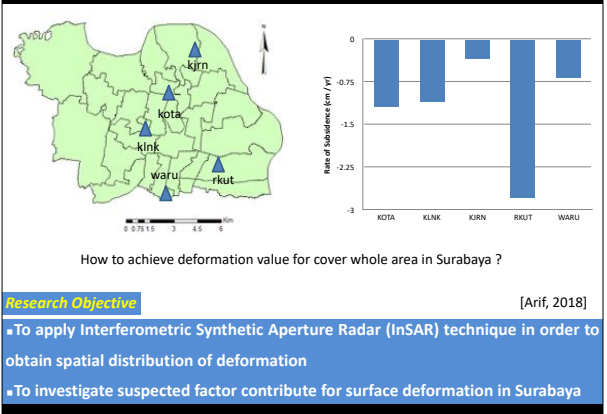 N
kjrn
kota
klnk
waru
rkut
Km
0 0.75 1.5 3 4.5 6
Rate of Subsidence (cm / yr)
0
-0.75
-1.5
-2.25
-3
KOTA KLNK KJRN RKUT WARU
How to achieve deformation value for cover whole area in Surabaya ?
Research Objective
[Arif, 2018]
▪To apply Interferometric Synthetic Aperture Radar (InSAR) technique in order to
obtain spatial distribution of deformation
▪To investigate suspected factor contribute for surface deformation in Surabaya